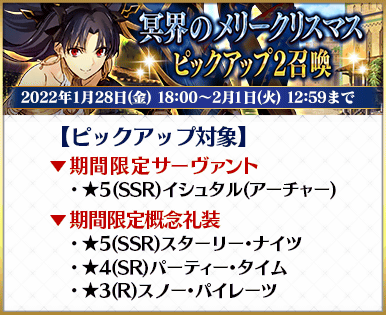 冥界のメリークリスマス
ピックアップ2召喚
2022年1月28日(金) 18:00～2月1日(火) 12:59まで
【ピックアップ対象】
▼期間限定サーヴァント
・★5(SSR)イシュタル(アーチャー)
▼期間限定概念礼装
・★5(SSR)スターリー・ナイツ
・★4(SR)パーティー・タイム
・★3(R)スノー・パイレーツ